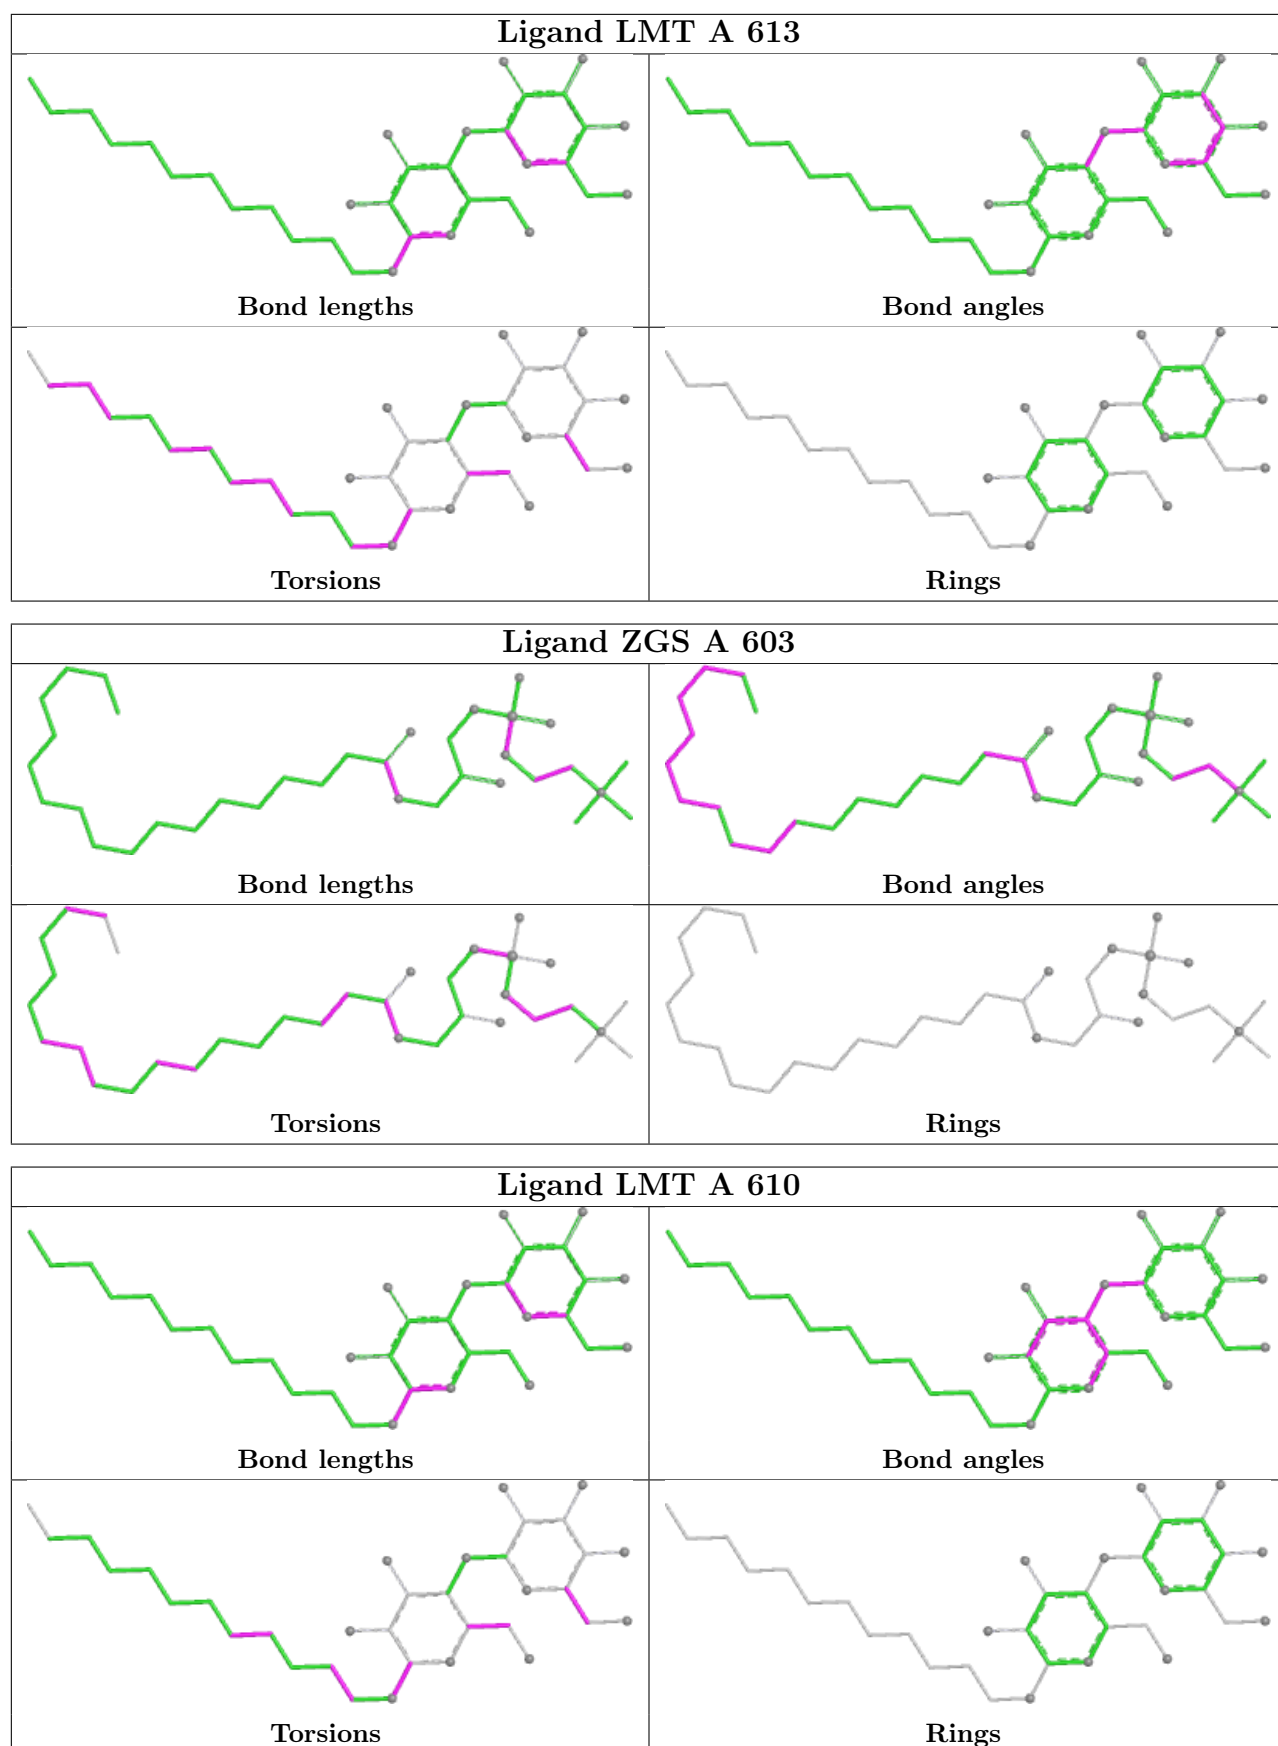 Ligand LMT A 613
Bond lengths
Bond angles
Torsions
Rings
Ligand ZGS A 603
Bond lengths
Bond angles
Torsions
Rings
Ligand LMT A 610
Bond lengths
Bond angles
Torsions
Rings